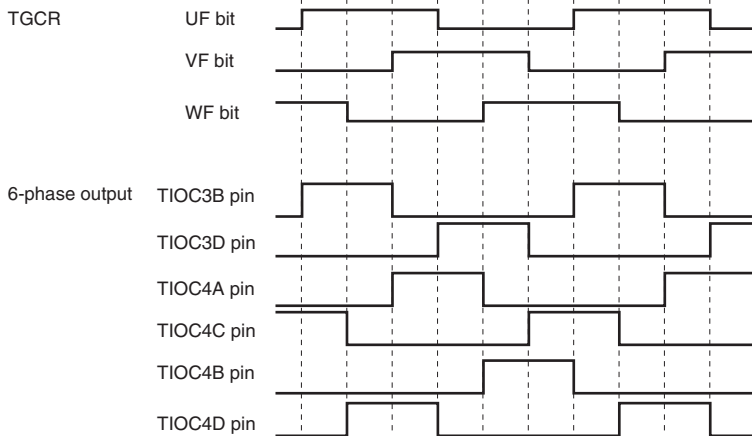 TGCR UF bit
VF bit
WF bit
6-phase output TIOC3B pin
TIOC3D pin
TIOC4A pin
TIOC4C pin
TIOC4B pin
TIOC4D pin